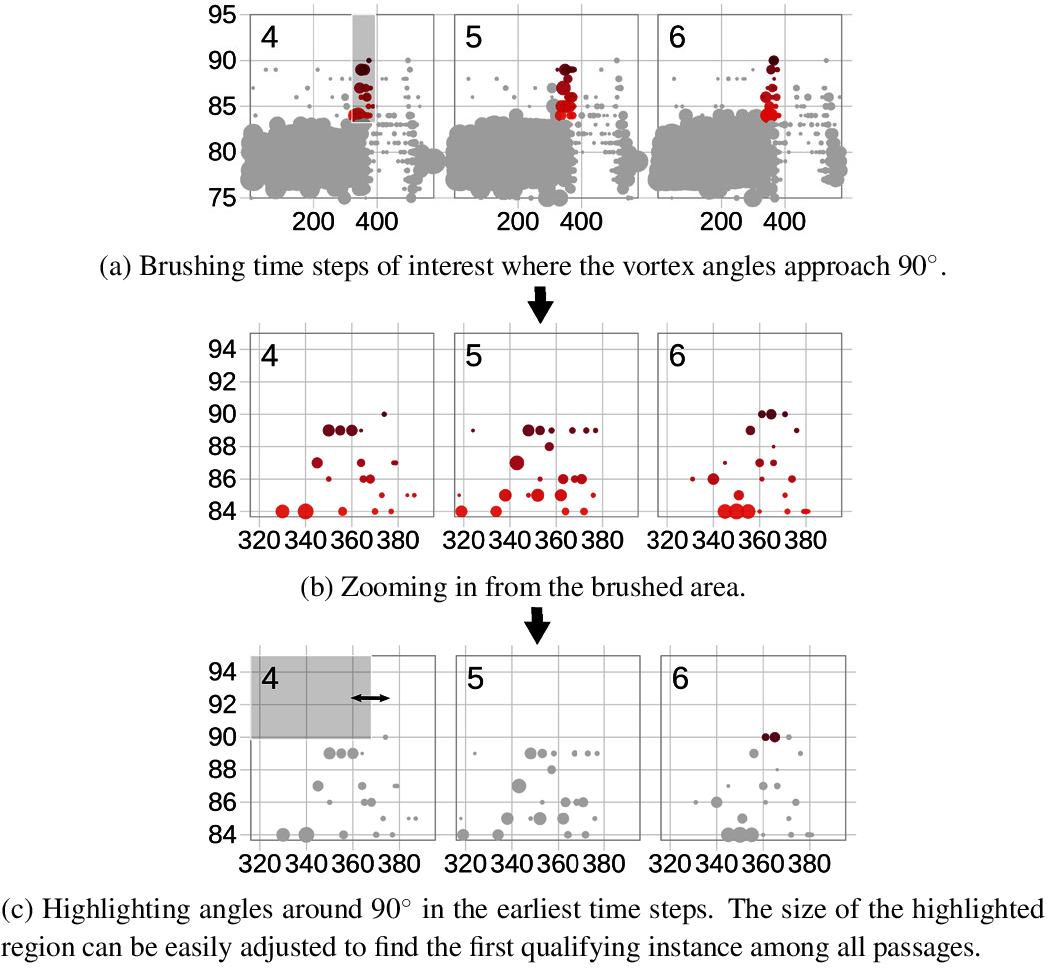 95
90
85
80
75
4 5 6
200 400 200 400 200 400
(a) Brushing time steps of interest where the vortex angles approach 90°.
94
92
90
88
86
84
4 5 6
320 340 360 380 320 340 360 380 320 340 360 380
(b) Zooming in from the brushed area.
94
92
90
88
86
84
4 5 6
320 340 360 380 320 340 360 380 320 340 360 380
(c) Highlighting angles around 90° in the earliest time steps. The size of the highlighted
region can be easily adjusted to find the first qualifying instance among all passages.